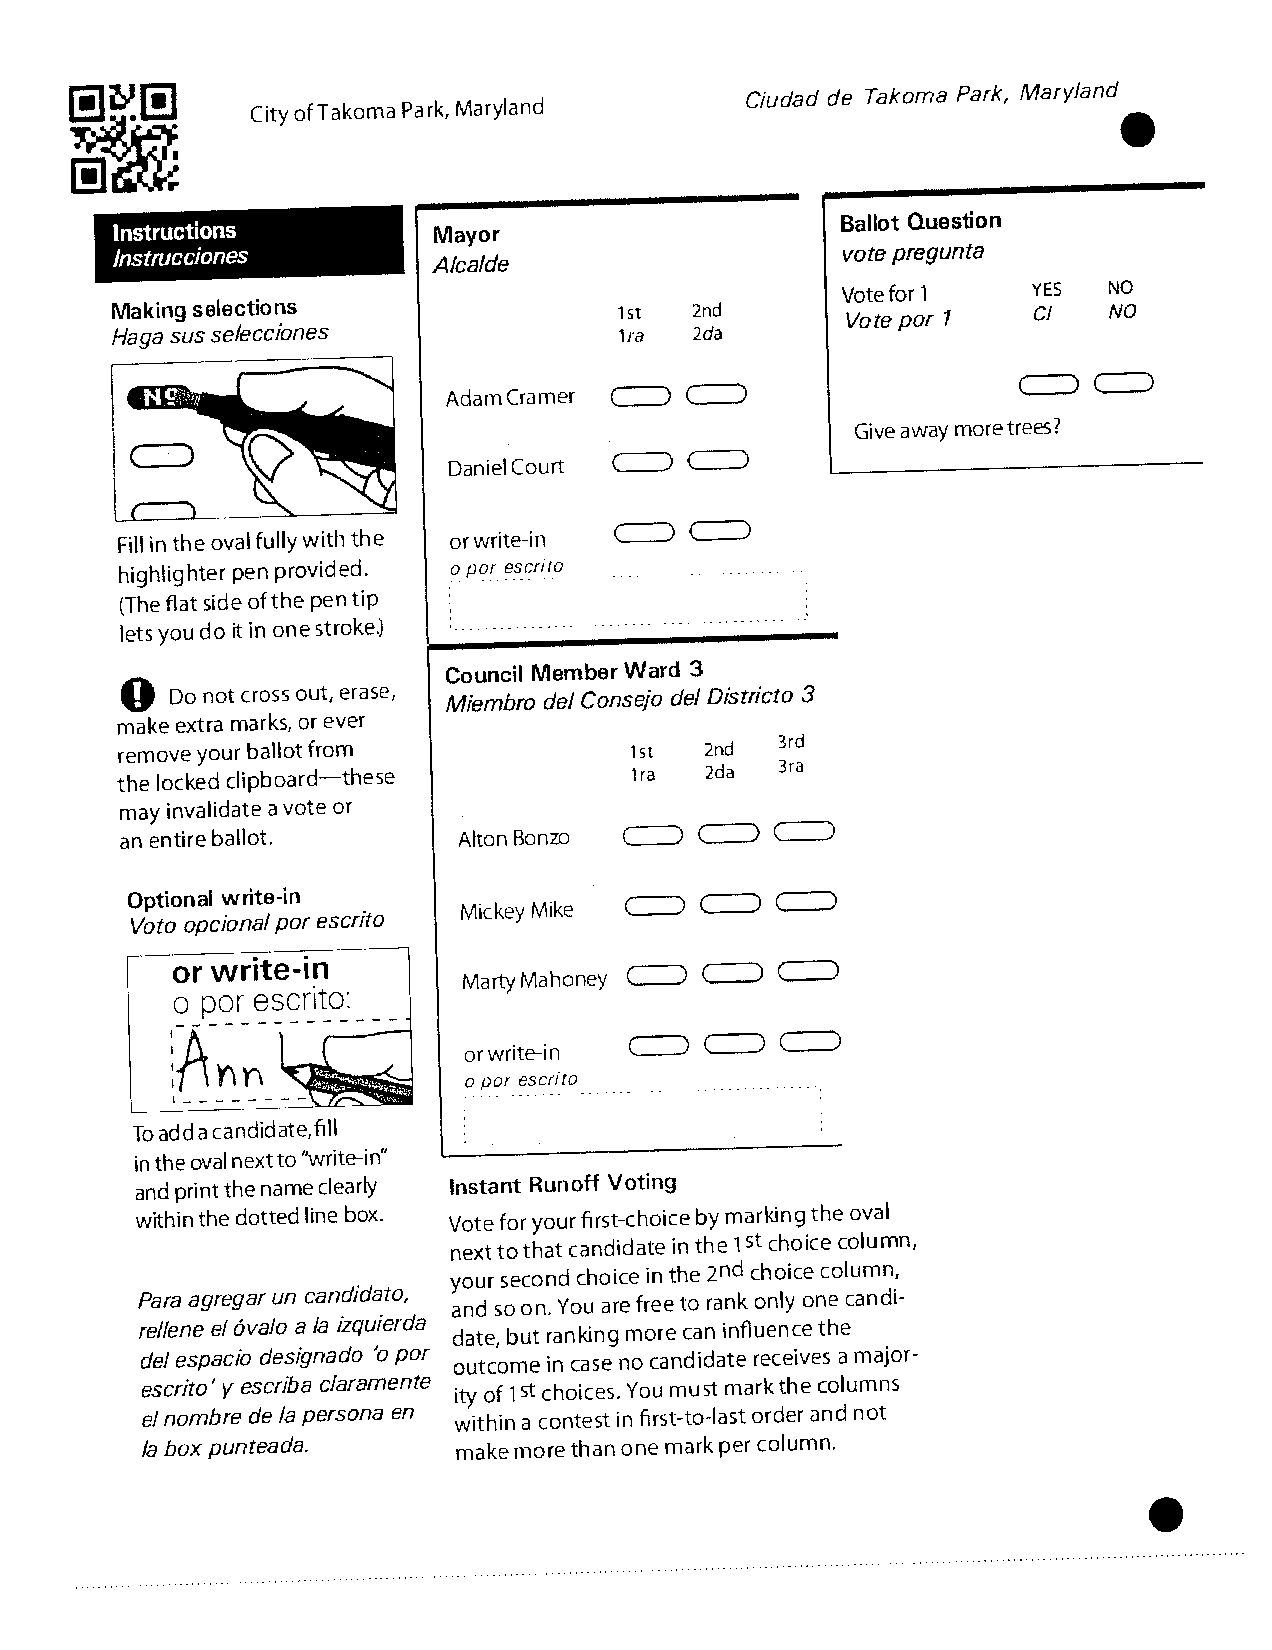 City of Takoma Park, Maryland
Ciudad de Takoma Park, Maryland
Instructions
Instrucciones
Making selections
Haga sus selecciones
No
Fill in the oval fully with the
highlighter pen provided.
(The flat side of the pen tip
lets you do it in one stroke.)
! Do not cross out, erase,
make extra marks, or ever
remove your ballot from
the locked clipboard—these
may invalidate a vote or
an entire ballot.
Optional write-in
Voto opcional por escrito
or write-in
o por escrito:
Ann
To add a candidate, fill
in the oval next to "write-in"
and print the name clearly
within the dotted line box.
Para agregar un candidato,
rellene el óvalo a la izquierda
del espacio designado 'o por
escrito' y escriba claramente
el nombre de la persona en
la box punteada.
Mayor
Alcalde
1st 2nd
1ra 2da
Adam Cramer
Daniel Court
or write-in
o por escrito
Council Member Ward 3
Miembro del Consejo del Districto 3
1st 2nd 3rd
1ra 2da 3ra
Alton Bonzo
Mickey Mike
Marty Mahoney
or write-in
o por escrito
Instant Runoff Voting
Vote for your first-choice by marking the oval
next to that candidate in the 1st choice column,
your second choice in the 2nd choice column,
and so on. You are free to rank only one candi-
date, but ranking more can influence the
outcome in case no candidate receives a major-
ity of 1st choices. You must mark the columns
within a contest in first-to-last order and not
make more than one mark per column.
Ballot Question
vote pregunta
Vote for 1 YES NO
Vote por 1 CI NO
Give away more trees?